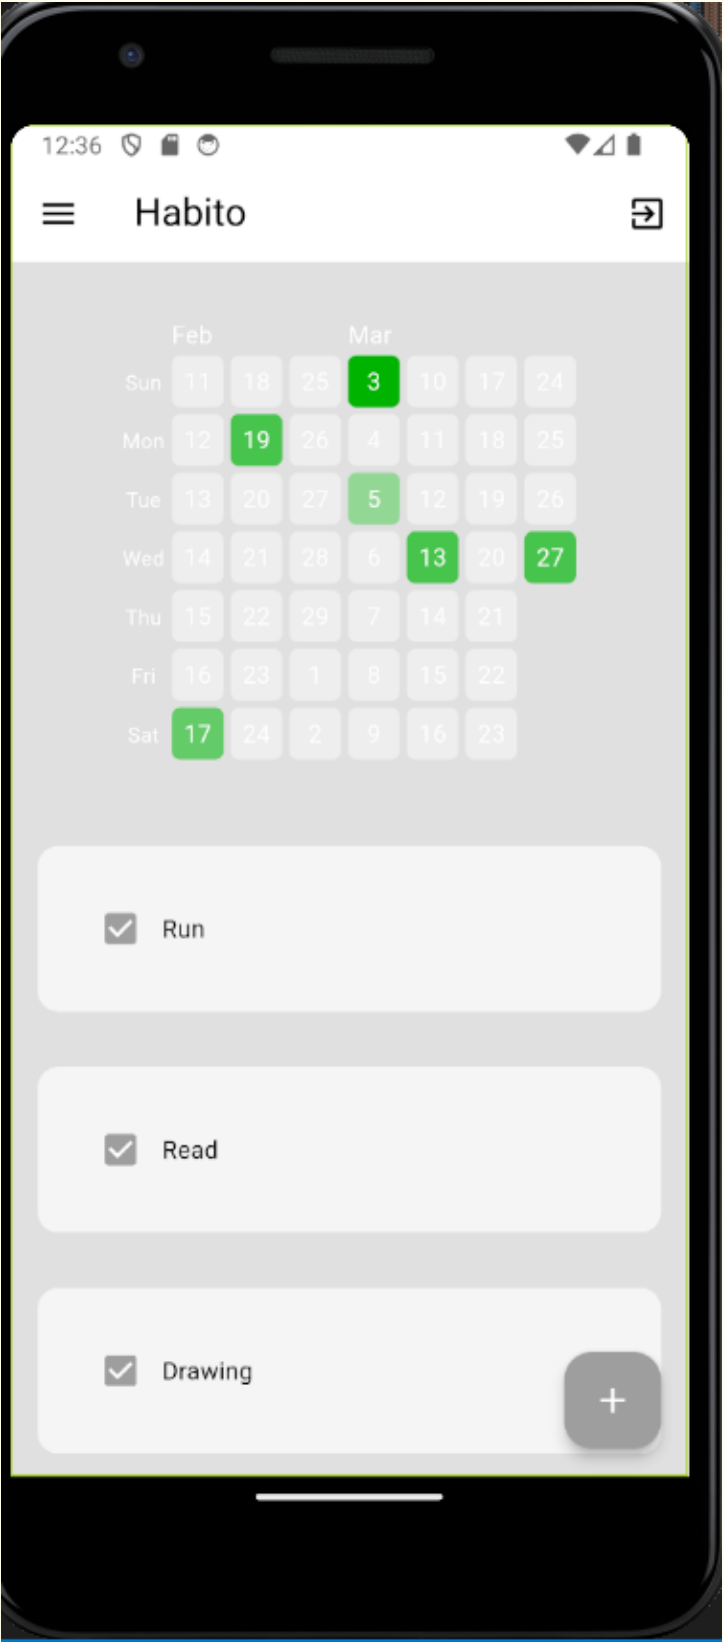 12:36
Habito
Feb Mar
Sun 11 18 25 3 10 17 24
Mon 12 19 26 4 11 18 25
Tue 13 20 27 5 12 19 26
Wed 14 21 28 6 13 20 27
Thu 15 22 29 7 14 21
Fri 16 23 1 8 15 22
Sat 17 24 2 9 16 23
Run
Read
Drawing
+